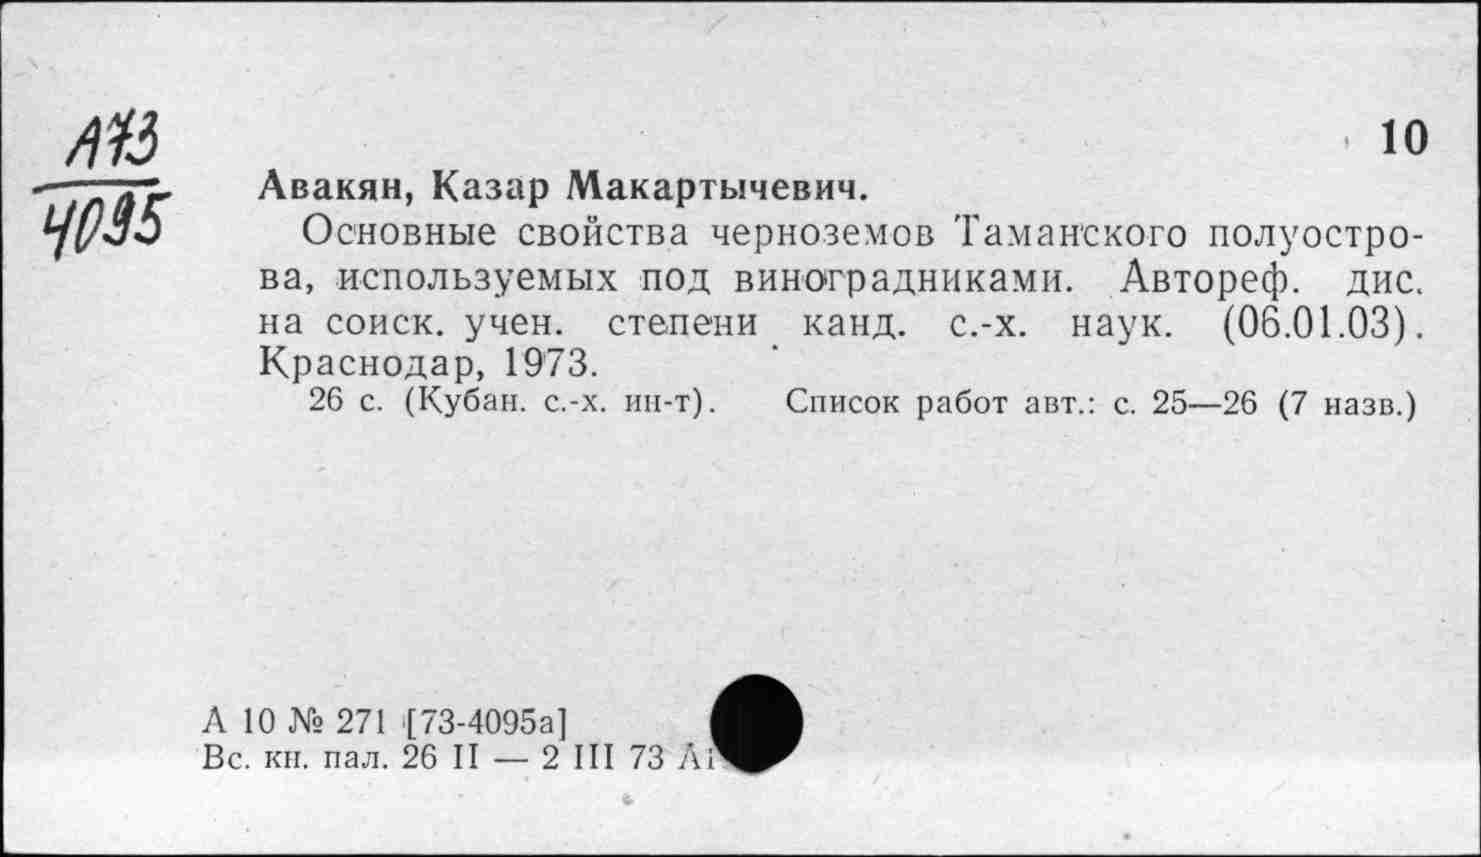 А73
4095
10
Авакян, Казар Макартычевич.
Основные свойства черноземов Таманского полуостро-
ва, используемых под виноградниками. Автореф. дис.
на соиск. учен. степени канд. с.-х. наук. (06.01.03).
Краснодар, 1973.
26 с. (Кубан. с.-х. ин-т). Список работ авт.: с. 25—26 (7 назв.)
А 10 № 271 [73-4095а]
Вс. кн. пал. 26 II — 2 III 73